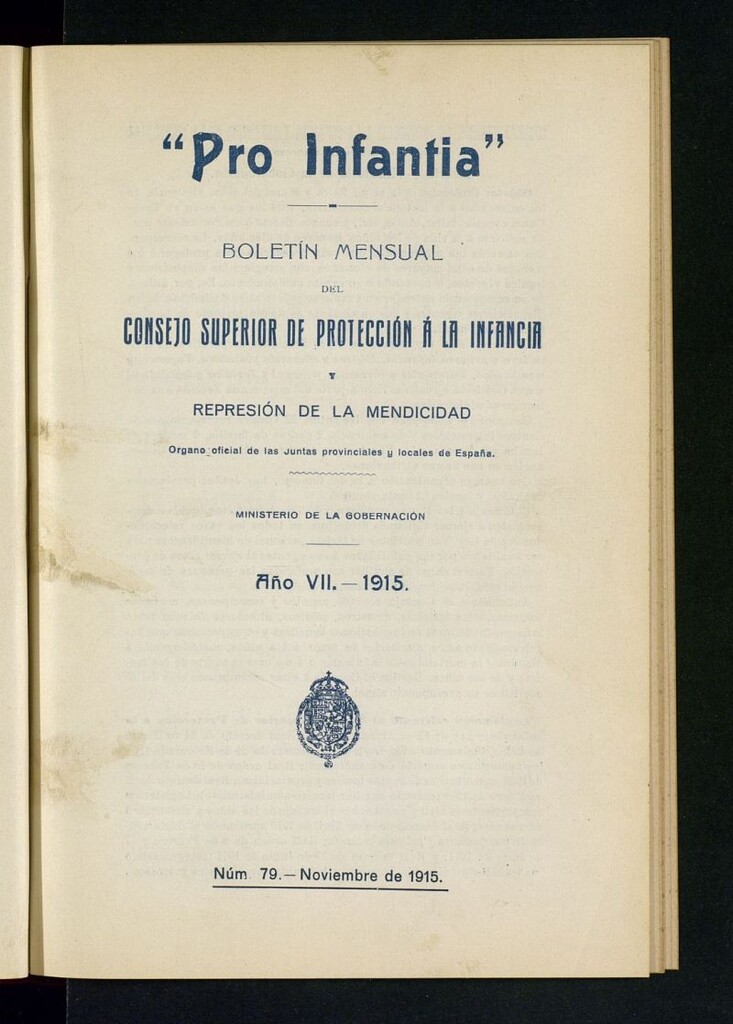 “Pro Infantia”
BOLETÍN MENSUAL
DEL
CONSEJO SUPERIOR DE PROTECCIÓN Á LA INFANCIA
Y
REPRESIÓN DE LA MENDICIDAD
Organo oficial de las Juntas provinciales y locales de España.
MINISTERIO DE LA GOBERNACIÓN
Año VII.—1915.
Núm 79.—Noviembre de 1915.